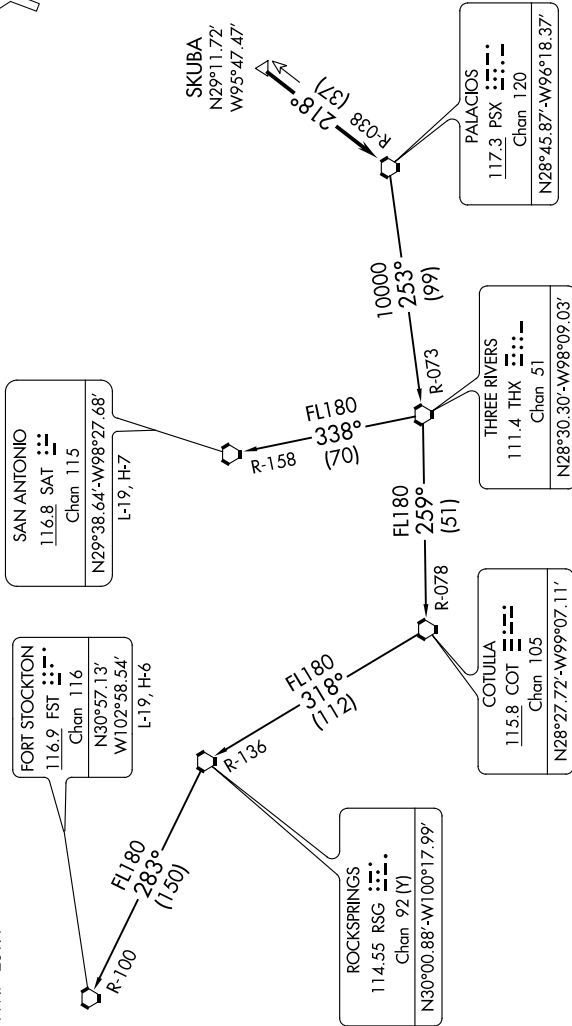 SKUBA
N29°11.72'
W95°47.47'
218°
R-038
(37)
PALACIOS
117.3 PSX
Chan 120
N28°45.87'-W96°18.37'
10000
253°
(99)
R-073
THREE RIVERS
111.4 THX
Chan 51
N28°30.30'-W98°09.03'
FL180
338°
(70)
R-158
SAN ANTONIO
116.8 SAT
Chan 115
N29°38.64'-W98°27.68'
L-19, H-7
FL180
259°
(51)
R-078
COTULLA
115.8 COT
Chan 105
N28°27.72'-W99°07.11'
FL180
318°
(112)
R-136
ROCKSPRINGS
114.55 RSG
Chan 92 (Y)
N30°00.88'-W100°17.99'
FL180
283°
(150)
R-100
FORT STOCKTON
116.9 FST
Chan 116
N30°57.13'
W102°58.54'
L-19, H-6